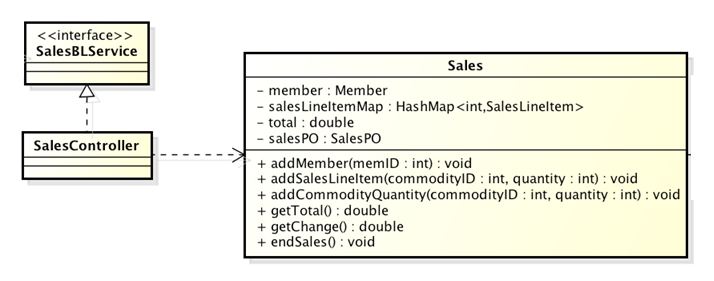 <<interface>>
SalesBLService
SalesController
Sales
- member : Member
- salesLineItemMap : HashMap<int,SalesLineItem>
- total : double
- salesPO : SalesPO
+ addMember(memID : int) : void
+ addSalesLineItem(commodityID : int, quantity : int) : void
+ addCommodityQuantity(commodityID : int, quantity : int) : void
+ getTotal() : double
+ getChange() : double
+ endSales() : void